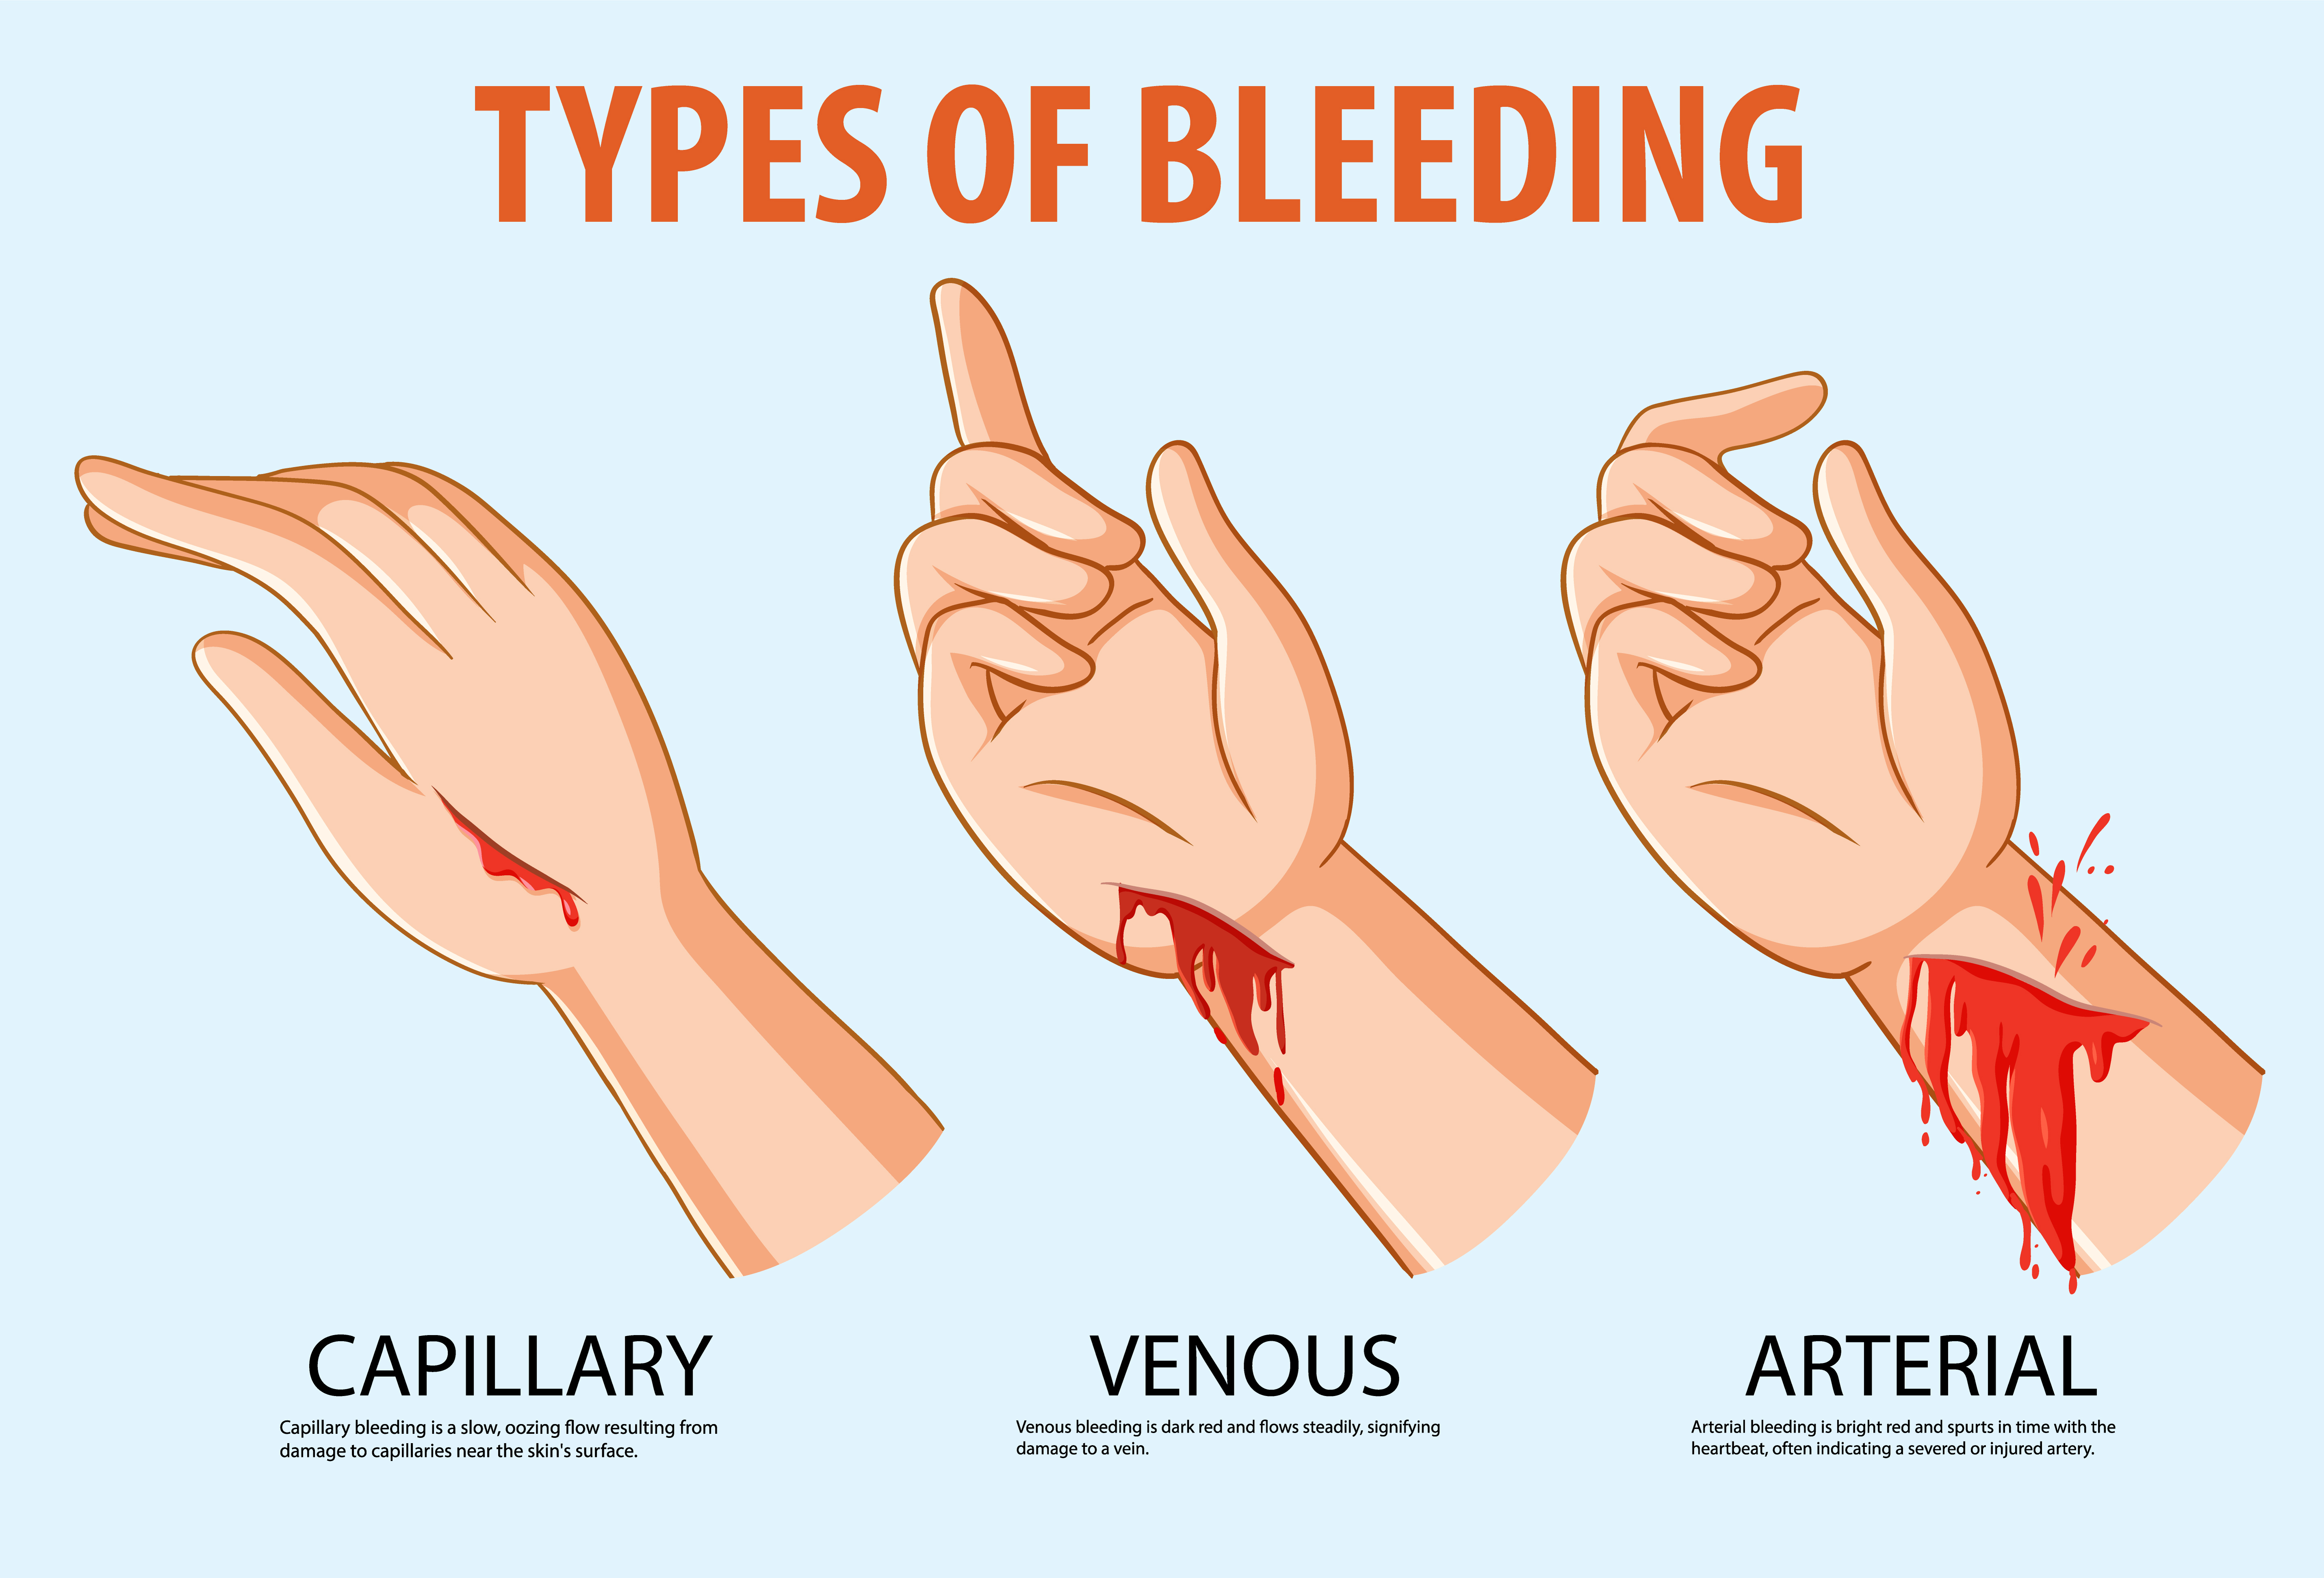 TYPES OF BLEEDING
CAPILLARY
Capillary bleeding is a slow, oozing flow resulting from
damage to capillaries near the skin's surface.
VENOUS
Venous bleeding is dark red and flows steadily, signifying
damage to a vein.
ARTERIAL
Arterial bleeding is bright red and spurts in time with the
heartbeat, often indicating a severed or injured artery.